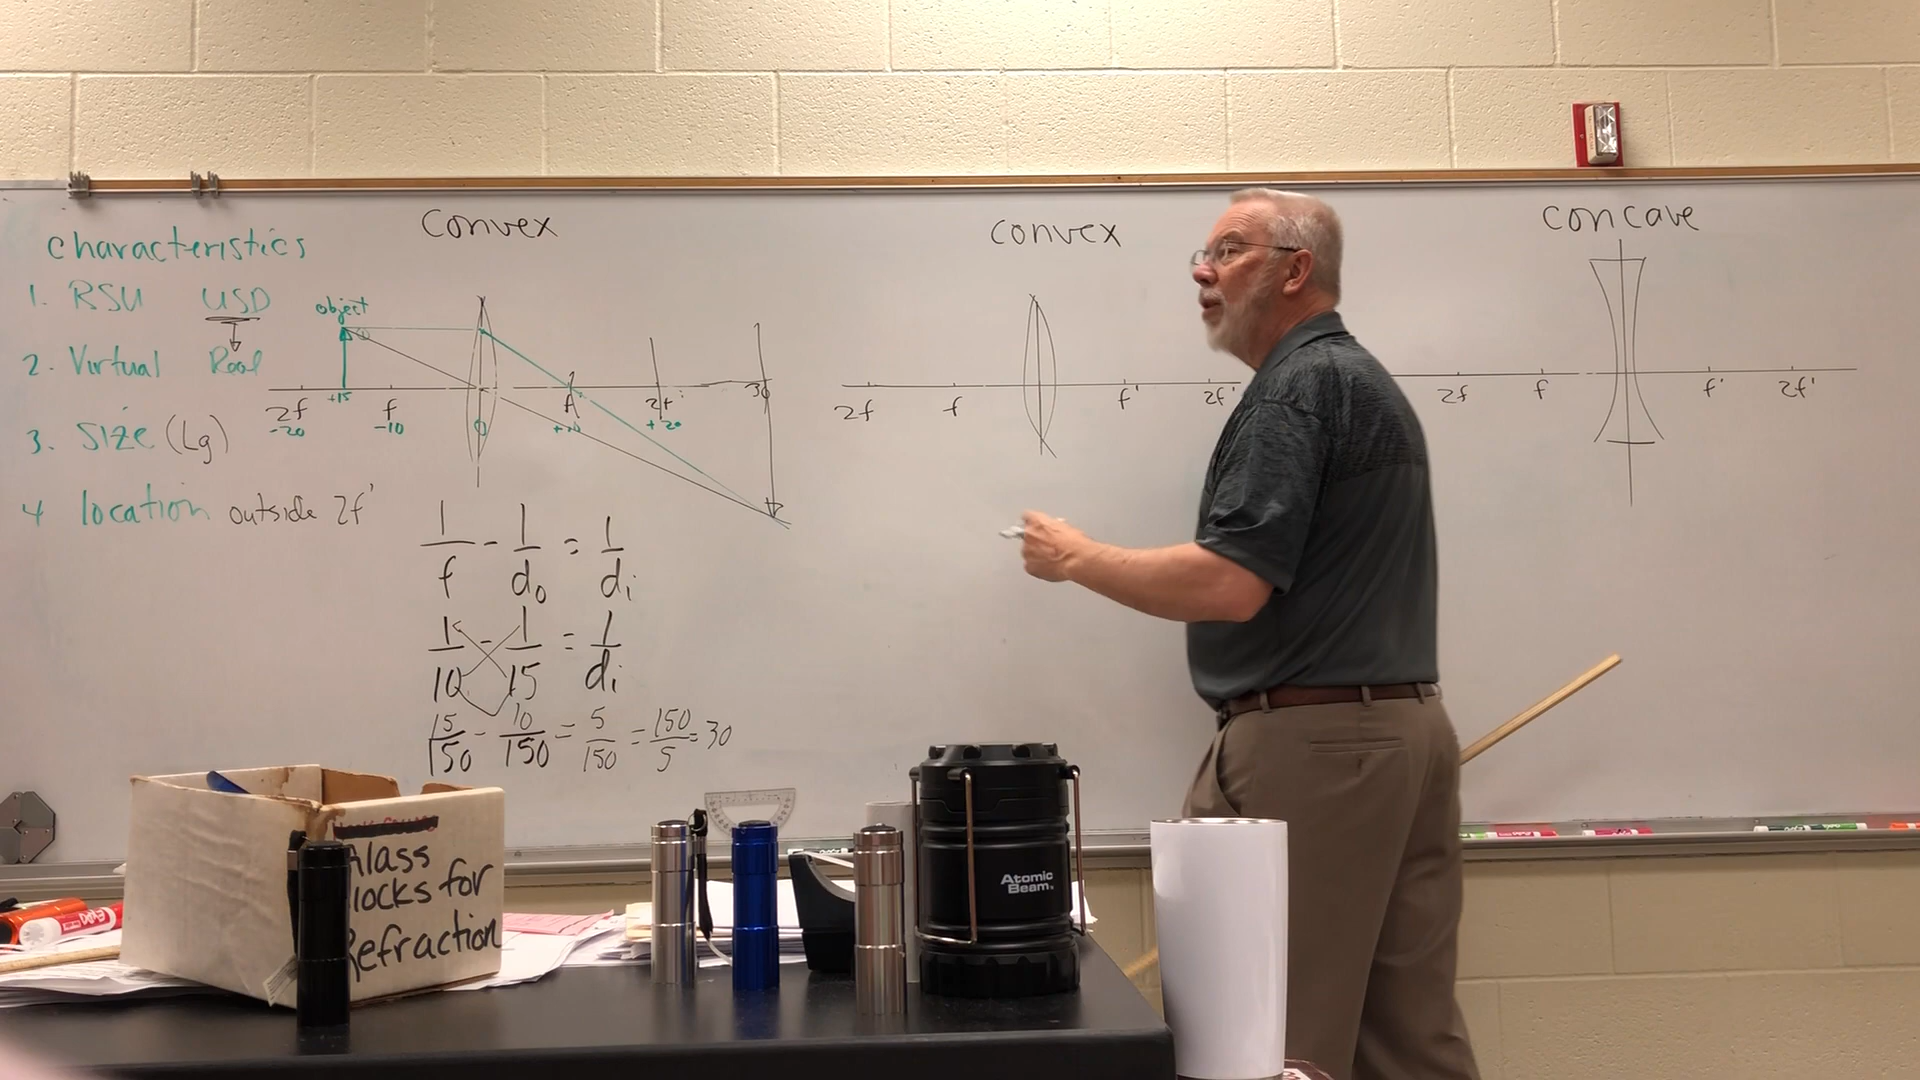 characteristics
1. RSU USD
2. Virtual Real
3. Size (Lg)
4 location outside 2f'
convex
object
2f +15 f f' 2f' 30
-20 -10 0 +10 +20
1/f - 1/do = 1/di
1/10 - 1/15 = 1/di
15/150 - 10/150 = 5/150 = 150/5 = 30
convex
2f f f' 2f'
concave
2f f f' 2f'
for
Refraction
Atomic
Beam
EXPO